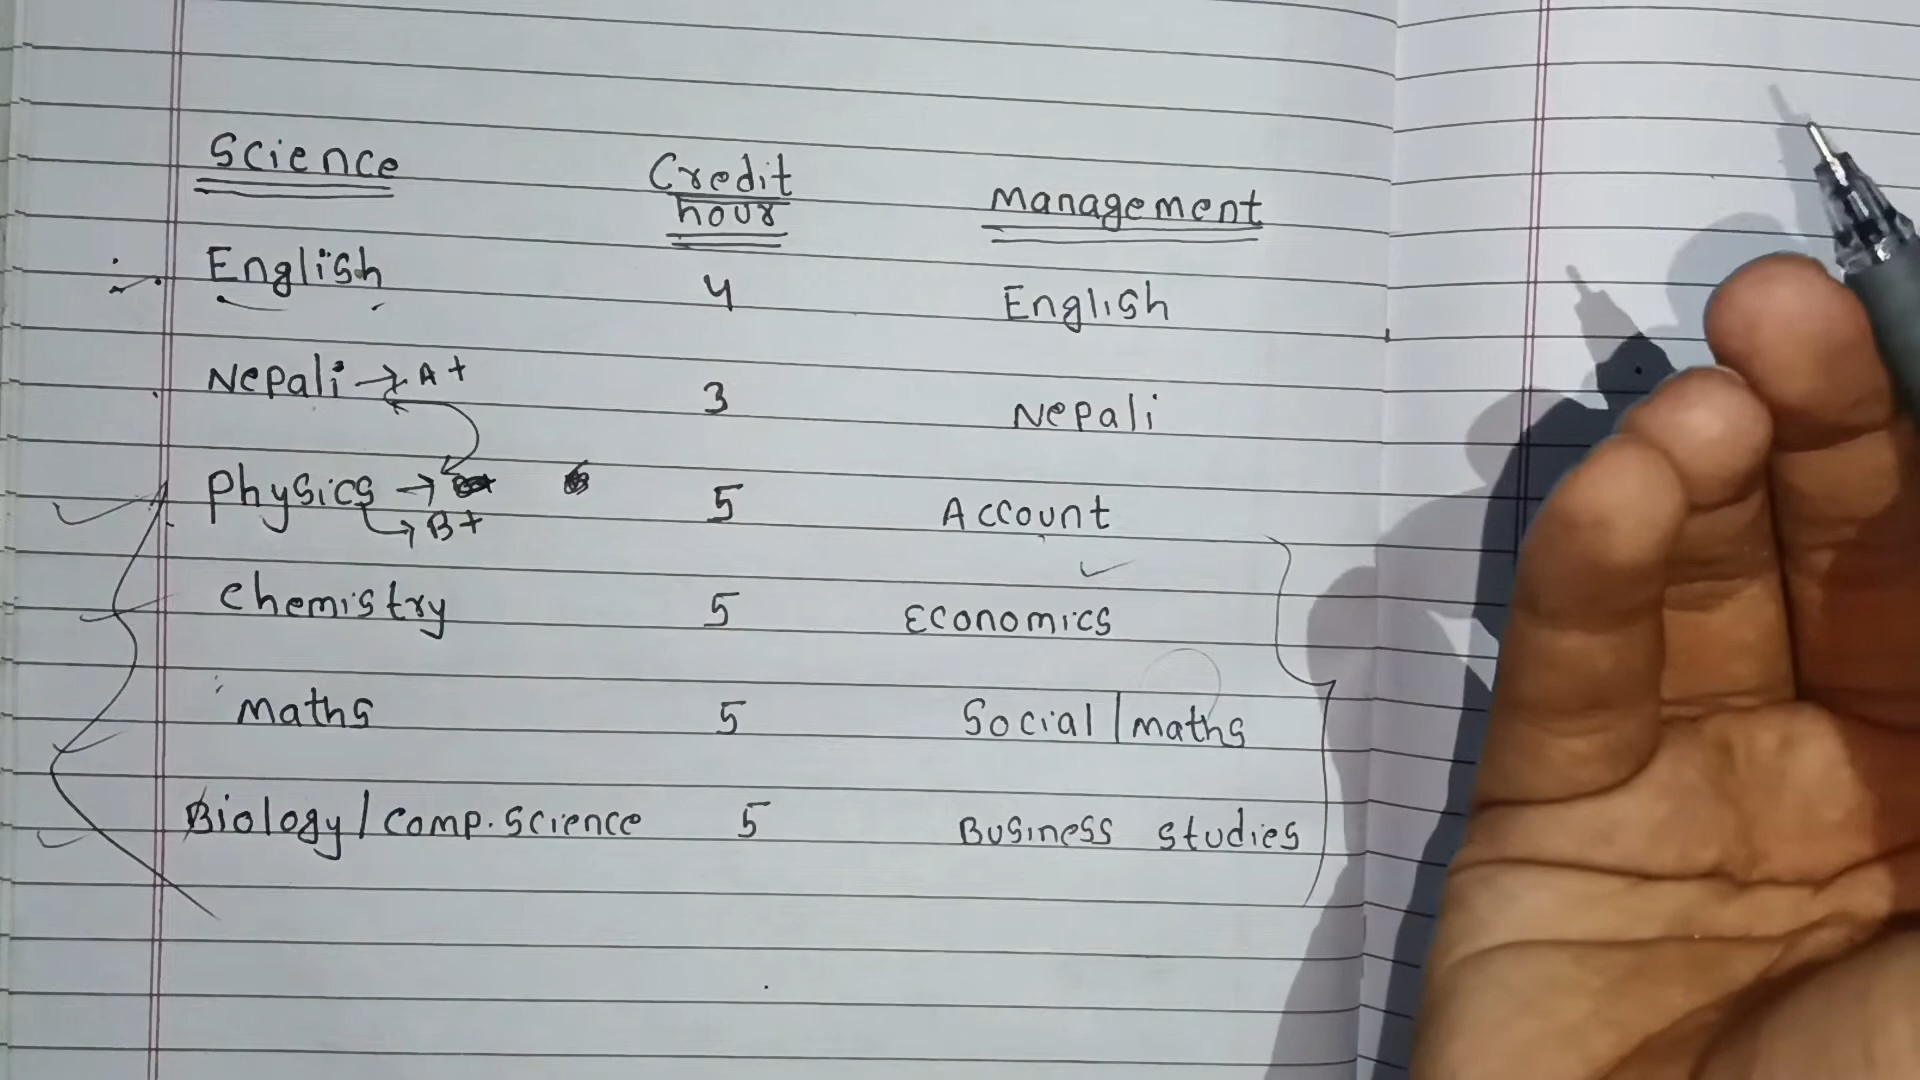 Science Credit hour Management
English 4 English
Nepali → A+ 3 Nepali
Physics → 5 Account
→ B+
Chemistry 5 Economics
Maths 5 Social | maths
Biology / Comp. Science 5 Business studies